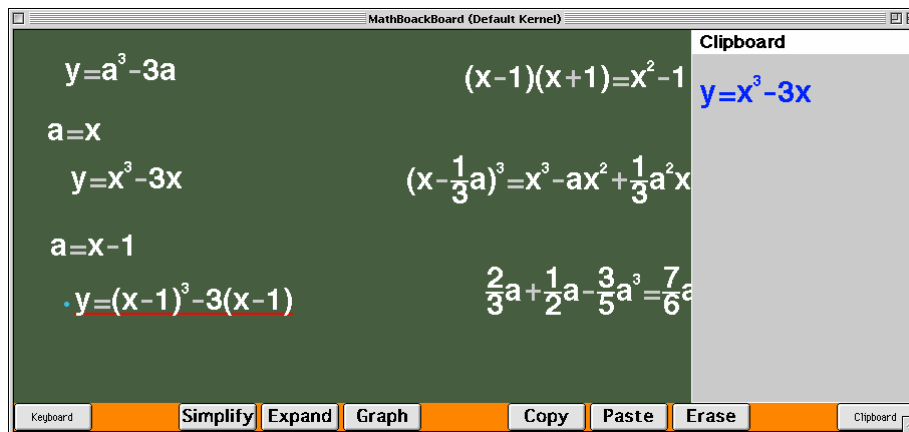 MathBoackBoard (Default Kernel)
y=a³-3a
a=x
y=x³-3x
a=x-1
y=(x-1)³-3(x-1)
(x-1)(x+1)=x²-1
(x-1/3a)³=x³-ax²+1/3a²x
2/3a+1/2a-3/5a³=7/6a
Clipboard
y=x³-3x
Keyboard
Simplify Expand Graph Copy Paste Erase
Clipboard